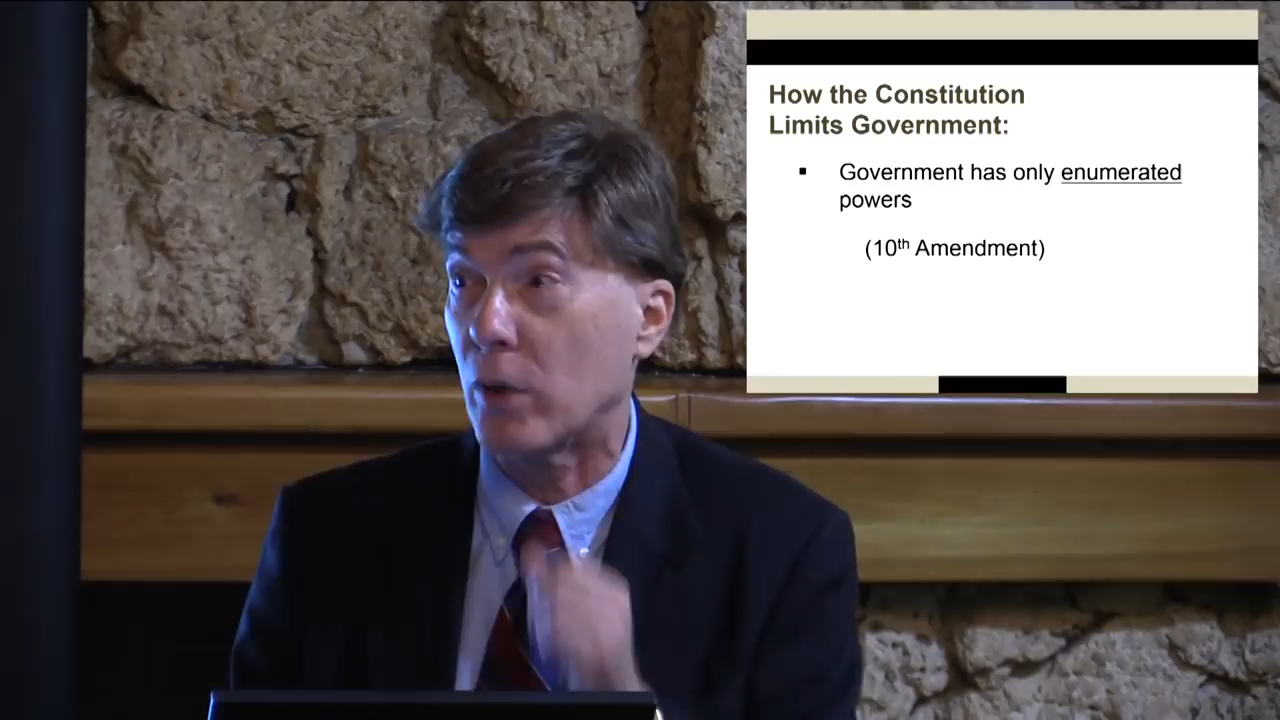 How the Constitution
Limits Government:
▪ Government has only enumerated
powers
(10th Amendment)